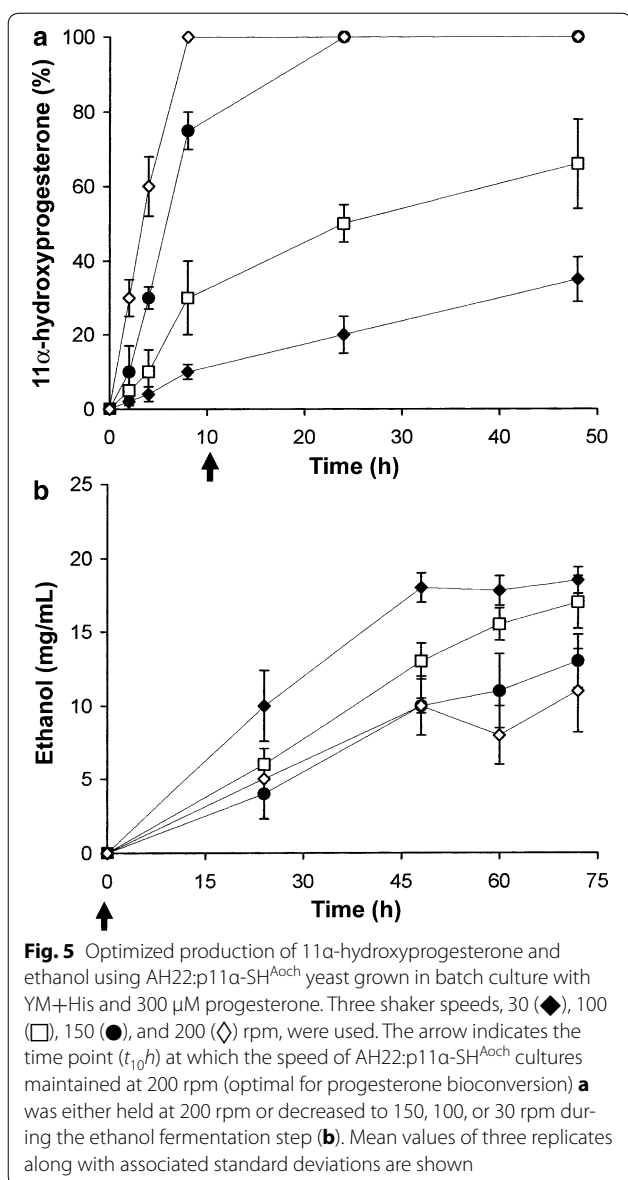 a
100
80
60
40
20
0
11α-hydroxyprogesterone (%)
0 10 20 30 40 50
Time (h)
b
25
20
15
10
5
0
Ethanol (mg/mL)
0 15 30 45 60 75
Time (h)
Fig. 5 Optimized production of 11α-hydroxyprogesterone and
ethanol using AH22:p11α-SH^Aoch yeast grown in batch culture with
YM+His and 300 μM progesterone. Three shaker speeds, 30 (◆), 100
(□), 150 (●), and 200 (◇) rpm, were used. The arrow indicates the
time point (t₁₀h) at which the speed of AH22:p11α-SH^Aoch cultures
maintained at 200 rpm (optimal for progesterone bioconversion) a
was either held at 200 rpm or decreased to 150, 100, or 30 rpm dur-
ing the ethanol fermentation step (b). Mean values of three replicates
along with associated standard deviations are shown